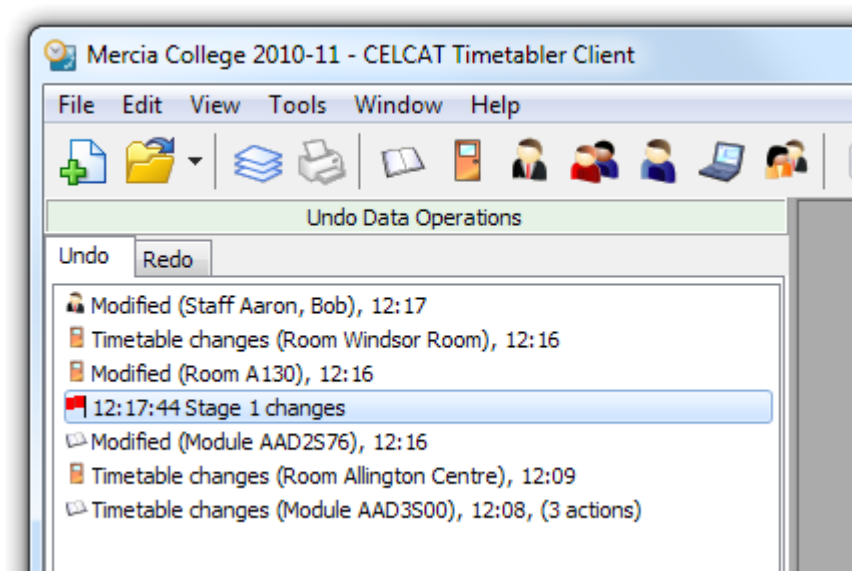 Mercia College 2010-11 - CELCAT Timetabler Client
File Edit View Tools Window Help
Undo Data Operations
Undo Redo
Modified (Staff Aaron, Bob), 12:17
Timetable changes (Room Windsor Room), 12:16
Modified (Room A130), 12:16
12:17:44 Stage 1 changes
Modified (Module AAD2S76), 12:16
Timetable changes (Room Allington Centre), 12:09
Timetable changes (Module AAD3S00), 12:08, (3 actions)